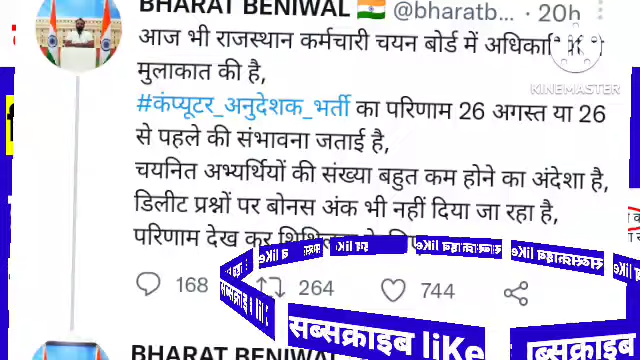 BHARAT BENIWAL 🇮🇳 @bharatb... · 20h
आज भी राजस्थान कर्मचारी चयन बोर्ड में
KINEMASTER
मुलाकात की है,
#कंप्यूटर_अनुदेशक_भर्ती का परिणाम 26 अगस्त या 26
से पहले की संभावना जताई है,
चयनित अभ्यर्थियों की संख्या बहुत कम होने का अंदेशा है,
डिलीट प्रश्नों पर बोनस अंक भी नहीं दिया जा रहा है,
परिणाम देख कर
168 264 744
सब्सक्राइब liKe
BHARAT BENIWAL